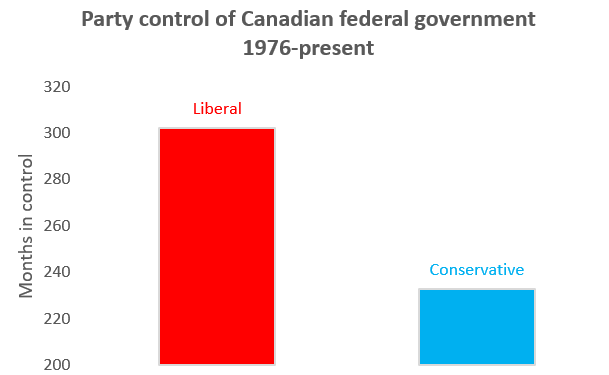 Party control of Canadian federal government
1976-present
320
Liberal
300
280
Months in control
260
240
Conservative
220
200